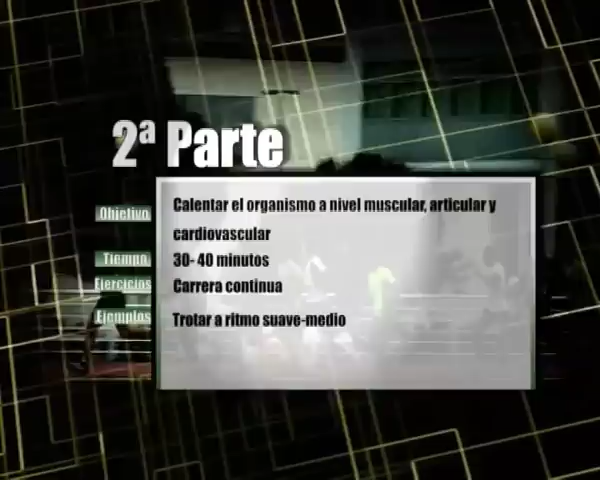 2ª Parte
Objetivo Calentar el organismo a nivel muscular, articular y
cardiovascular
Tiempo 30- 40 minutos
Ejercicios Carrera continua
Ejemplos Trotar a ritmo suave-medio